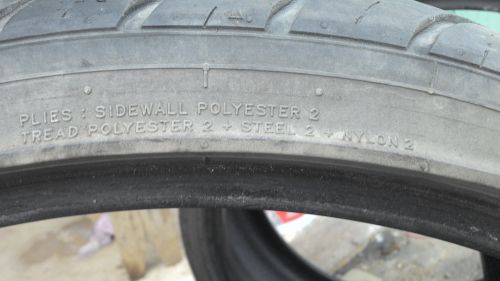 PLIES : SIDEWALL POLYESTER 2
TREAD POLYESTER 2 + STEEL 2 + NYLON 2